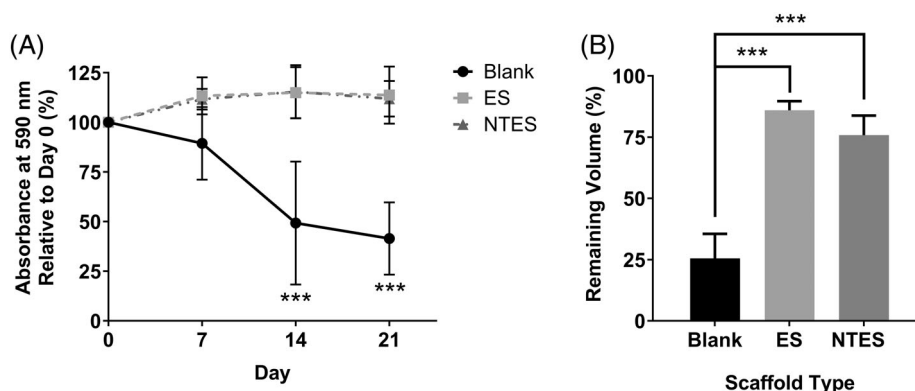 (A)
Absorbance at 590 nm
Relative to Day 0 (%)
125
100
75
50
25
0
0 7 14 21
Day
*** ***
Blank
ES
NTES
(B)
Remaining Volume (%)
100
75
50
25
0
***
***
Blank ES NTES
Scaffold Type